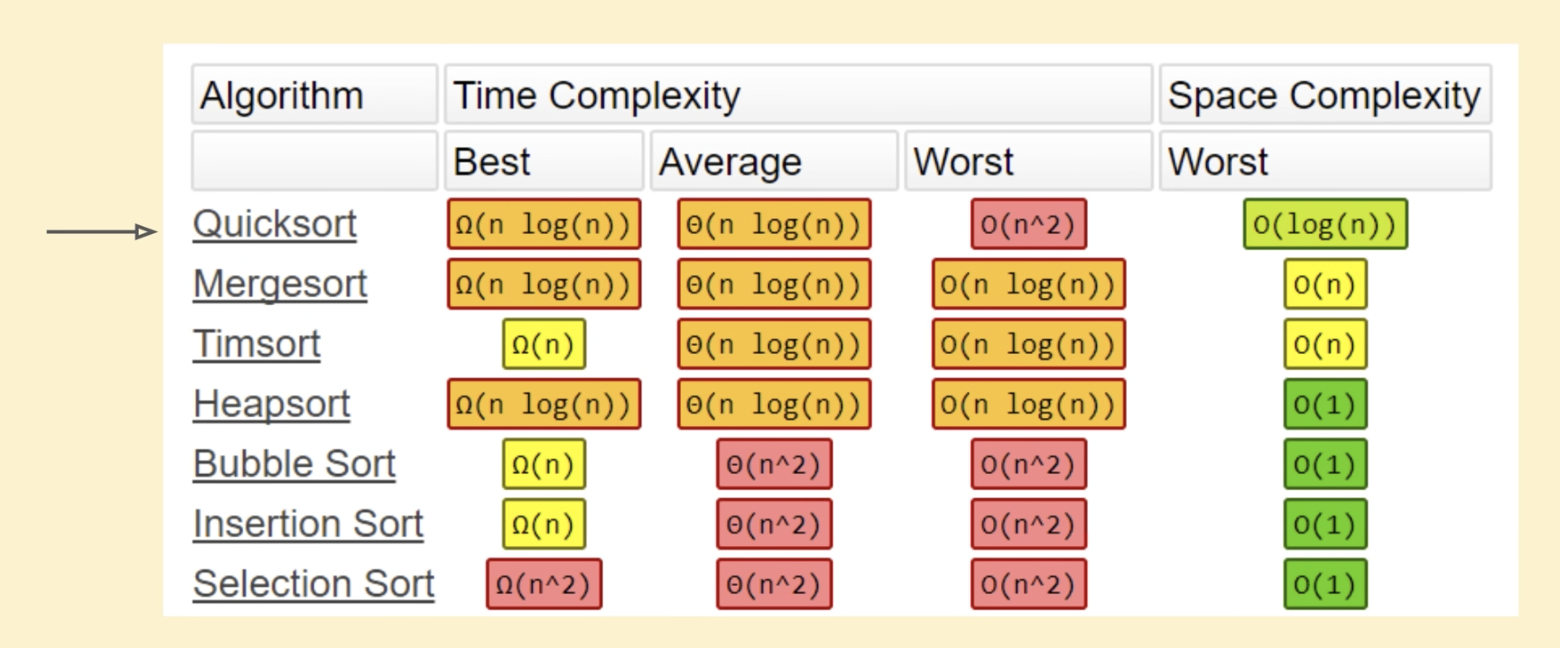 Algorithm Time Complexity Space Complexity
Best Average Worst Worst
Quicksort Ω(n log(n)) Θ(n log(n)) O(n^2) O(log(n))
Mergesort Ω(n log(n)) Θ(n log(n)) O(n log(n)) O(n)
Timsort Ω(n) Θ(n log(n)) O(n log(n)) O(n)
Heapsort Ω(n log(n)) Θ(n log(n)) O(n log(n)) O(1)
Bubble Sort Ω(n) Θ(n^2) O(n^2) O(1)
Insertion Sort Ω(n) Θ(n^2) O(n^2) O(1)
Selection Sort Ω(n^2) Θ(n^2) O(n^2) O(1)